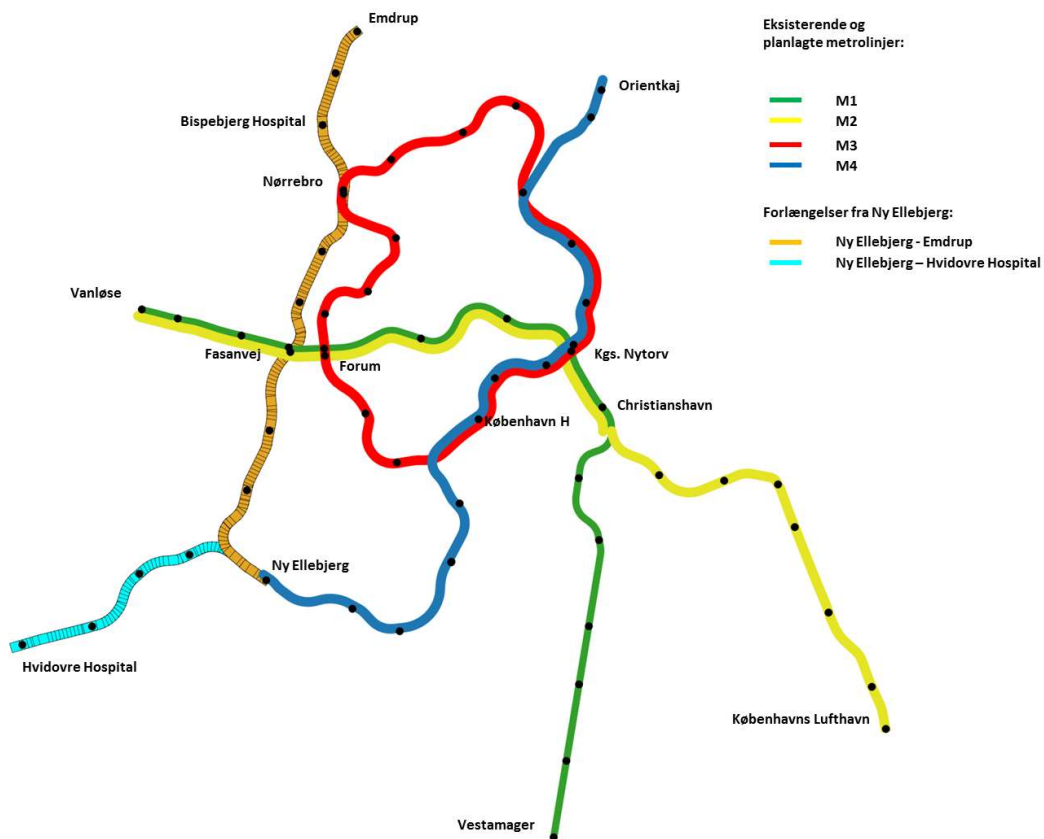 Emdrup
Eksisterende og
planlagte metrolinjer:
Orientkaj
M1
Bispebjerg Hospital
M2
M3
M4
Nørrebro
Forlængelser fra Ny Ellebjerg:
Ny Ellebjerg - Emdrup
Ny Ellebjerg – Hvidovre Hospital
Vanløse
Fasanvej
Forum
Kgs. Nytorv
Christianshavn
København H
Ny Ellebjerg
Hvidovre Hospital
Københavns Lufthavn
Vestamager